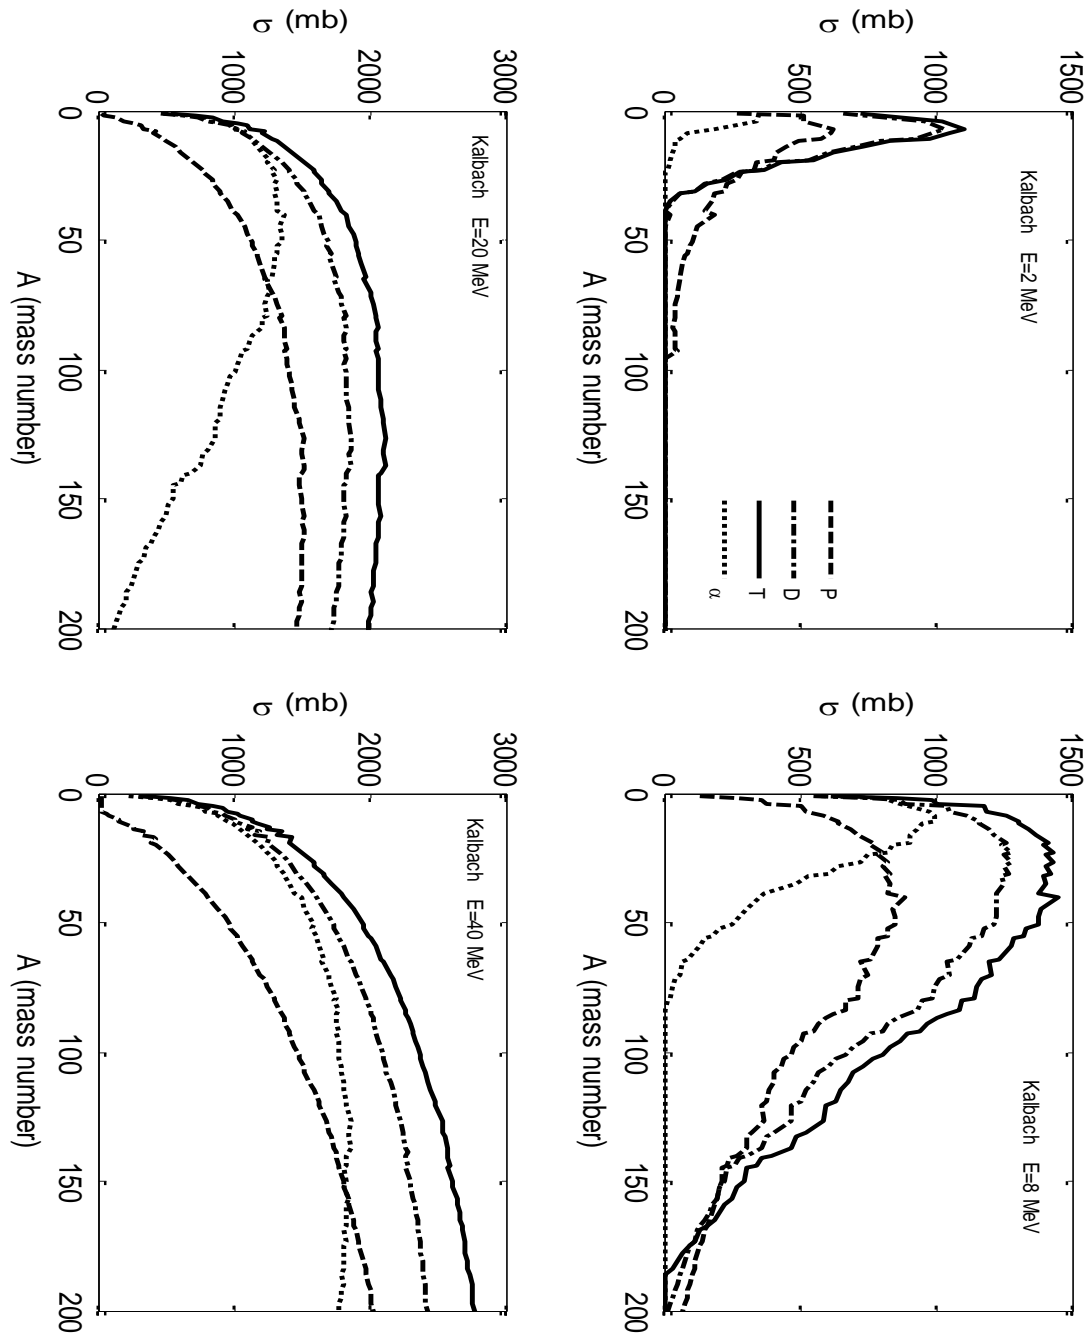 1500
1000
500
0
σ (mb)
0
50
100
150
200
A (mass number)
Kalbach E=2 MeV
P
D
T
α
1500
1000
500
0
σ (mb)
0
50
100
150
200
A (mass number)
Kalbach E=8 MeV
3000
2000
1000
0
σ (mb)
0
50
100
150
200
A (mass number)
Kalbach E=20 MeV
3000
2000
1000
0
σ (mb)
0
50
100
150
200
A (mass number)
Kalbach E=40 MeV